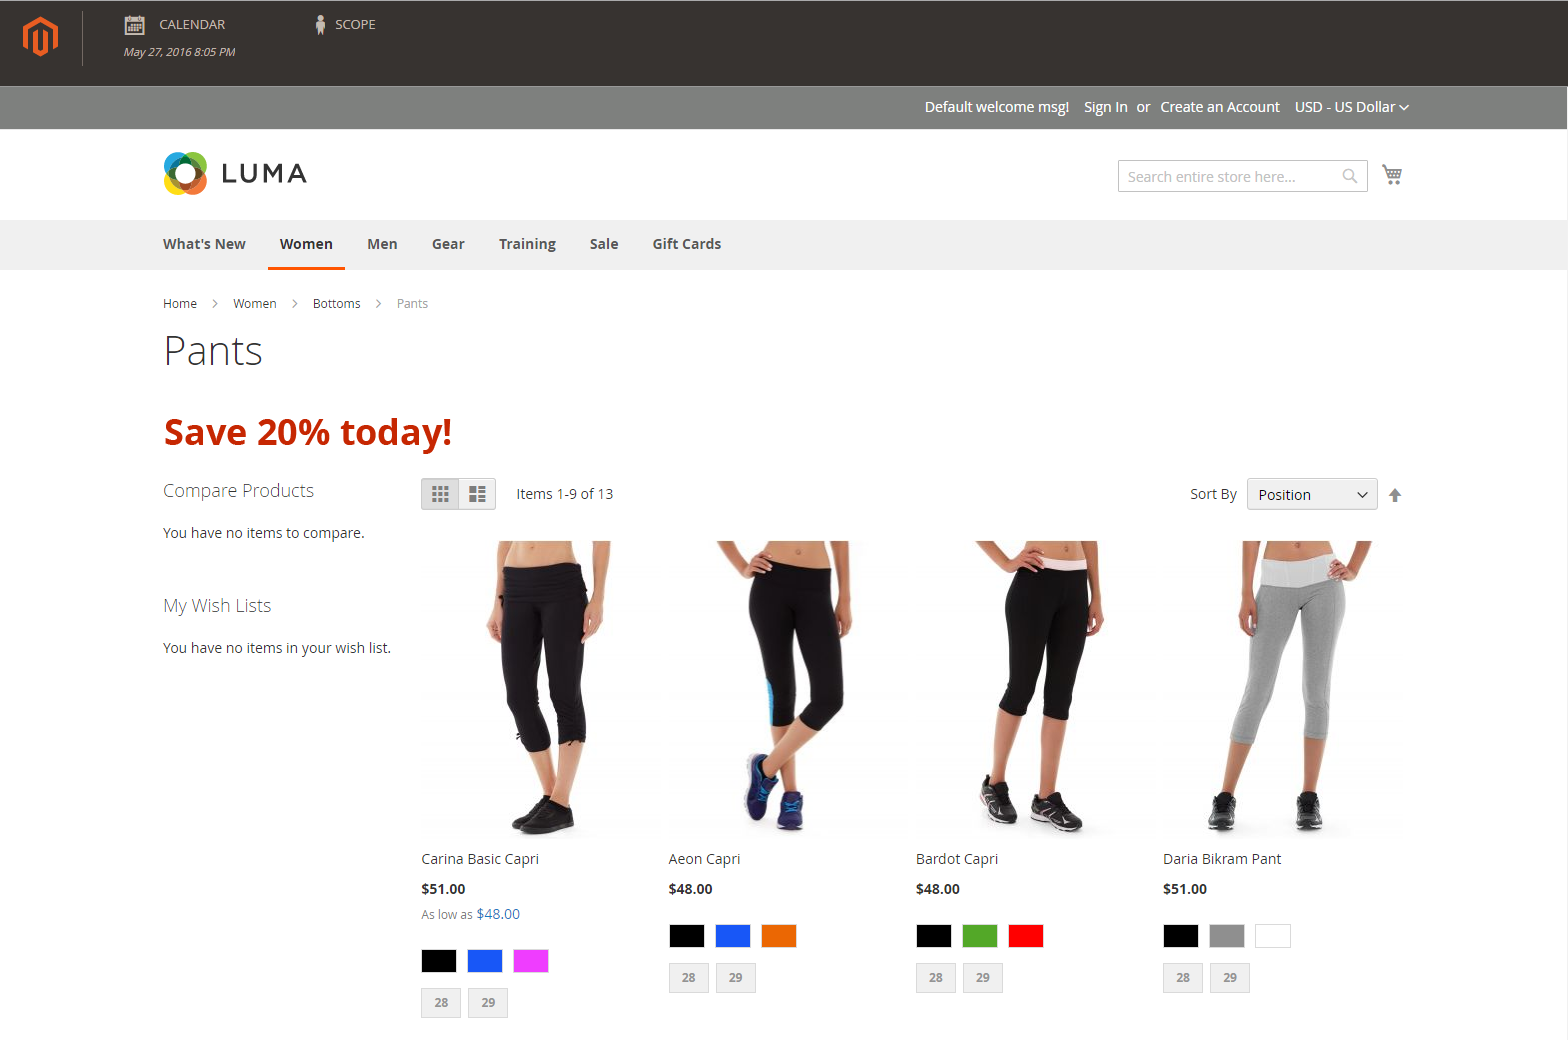 CALENDAR
SCOPE
May 27, 2016 8:05 PM
Default welcome msg! Sign In or Create an Account USD - US Dollar
LUMA
Search entire store here...
What's New Women Men Gear Training Sale Gift Cards
Home Women Bottoms Pants
Pants
Save 20% today!
Compare Products
You have no items to compare.
My Wish Lists
You have no items in your wish list.
Items 1-9 of 13
Sort By Position
Carina Basic Capri
$51.00
As low as $48.00
28 29
Aeon Capri
$48.00
28 29
Bardot Capri
$48.00
28 29
Daria Bikram Pant
$51.00
28 29